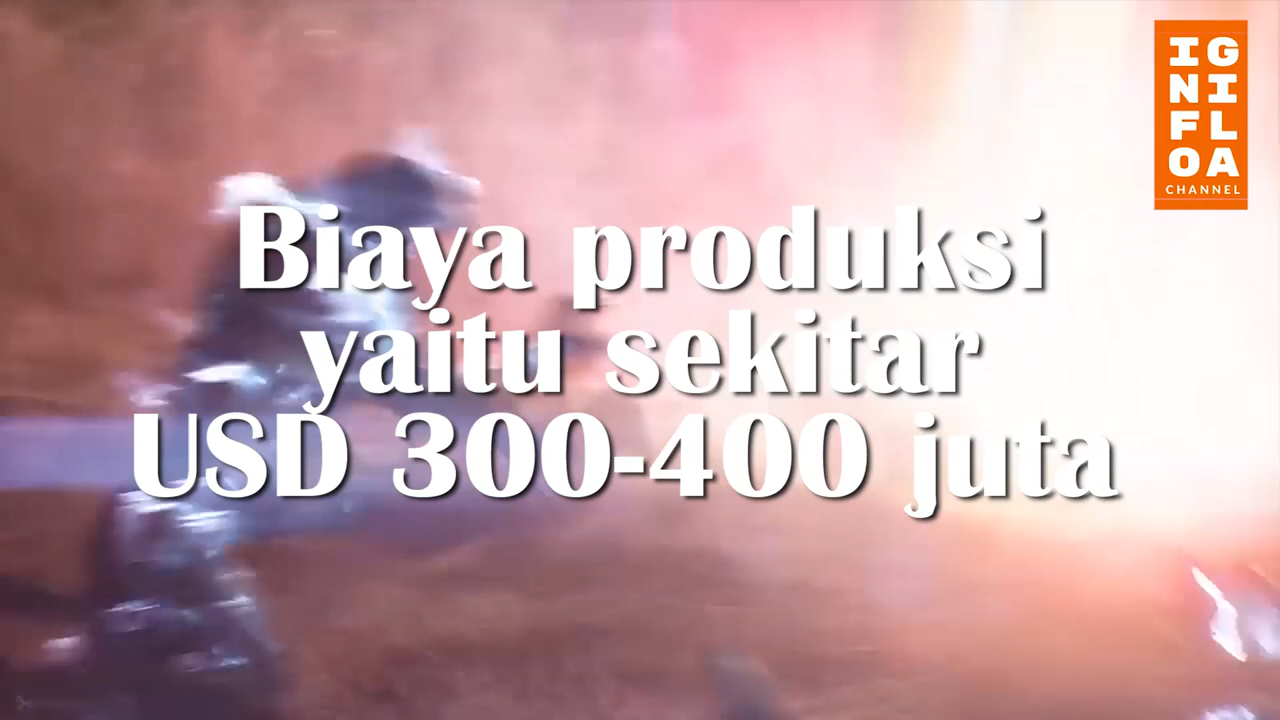 Biaya produksi
yaitu sekitar
USD 300-400 juta
IG
NI
FL
OA
CHANNEL